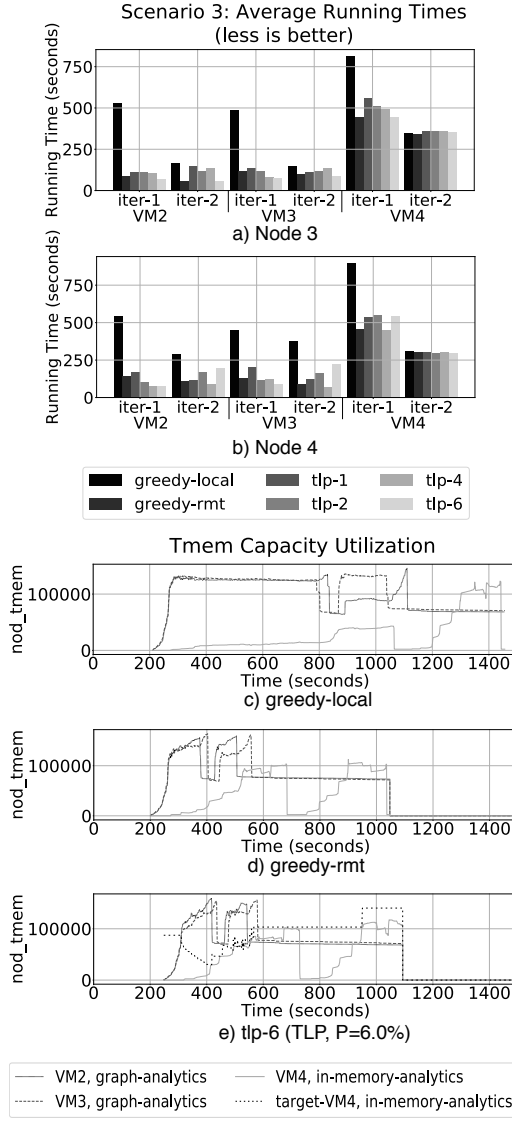 Scenario 3: Average Running Times
(less is better)
Running Time (seconds)
750
500
250
0
iter-1 iter-2 iter-1 iter-2 iter-1 iter-2
VM2 VM3 VM4
a) Node 3
Running Time (seconds)
750
500
250
0
iter-1 iter-2 iter-1 iter-2 iter-1 iter-2
VM2 VM3 VM4
b) Node 4
greedy-local tlp-1 tlp-4
greedy-rmt tlp-2 tlp-6
Tmem Capacity Utilization
nod_tmem
100000
0
0 200 400 600 800 1000 1200 1400
Time (seconds)
c) greedy-local
nod_tmem
100000
0
0 200 400 600 800 1000 1200 1400
Time (seconds)
d) greedy-rmt
nod_tmem
100000
0
0 200 400 600 800 1000 1200 1400
Time (seconds)
e) tlp-6 (TLP, P=6.0%)
VM2, graph-analytics VM4, in-memory-analytics
VM3, graph-analytics target-VM4, in-memory-analytics